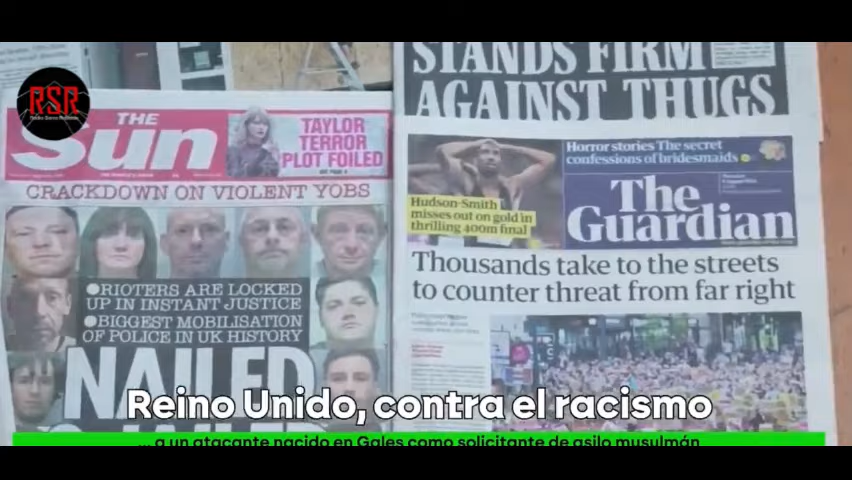 RSR
THE
Sun
TAYLOR
TERROR
PLOT FOILED
CRACKDOWN ON VIOLENT YOBS
●RIOTERS ARE LOCKED
UP IN INSTANT JUSTICE
●BIGGEST MOBILISATION
OF POLICE IN UK HISTORY
NAILED
STANDS FIRM
AGAINST THUGS
Hudson-Smith
misses out on gold in
thrilling 400m final
Horror stories The secret
confessions of bridesmaids
The
Guardian
Thousands take to the streets
to counter threat from far right
Reino Unido, contra el racismo
... a un atacante nacido en Gales como solicitante de asilo musulmán